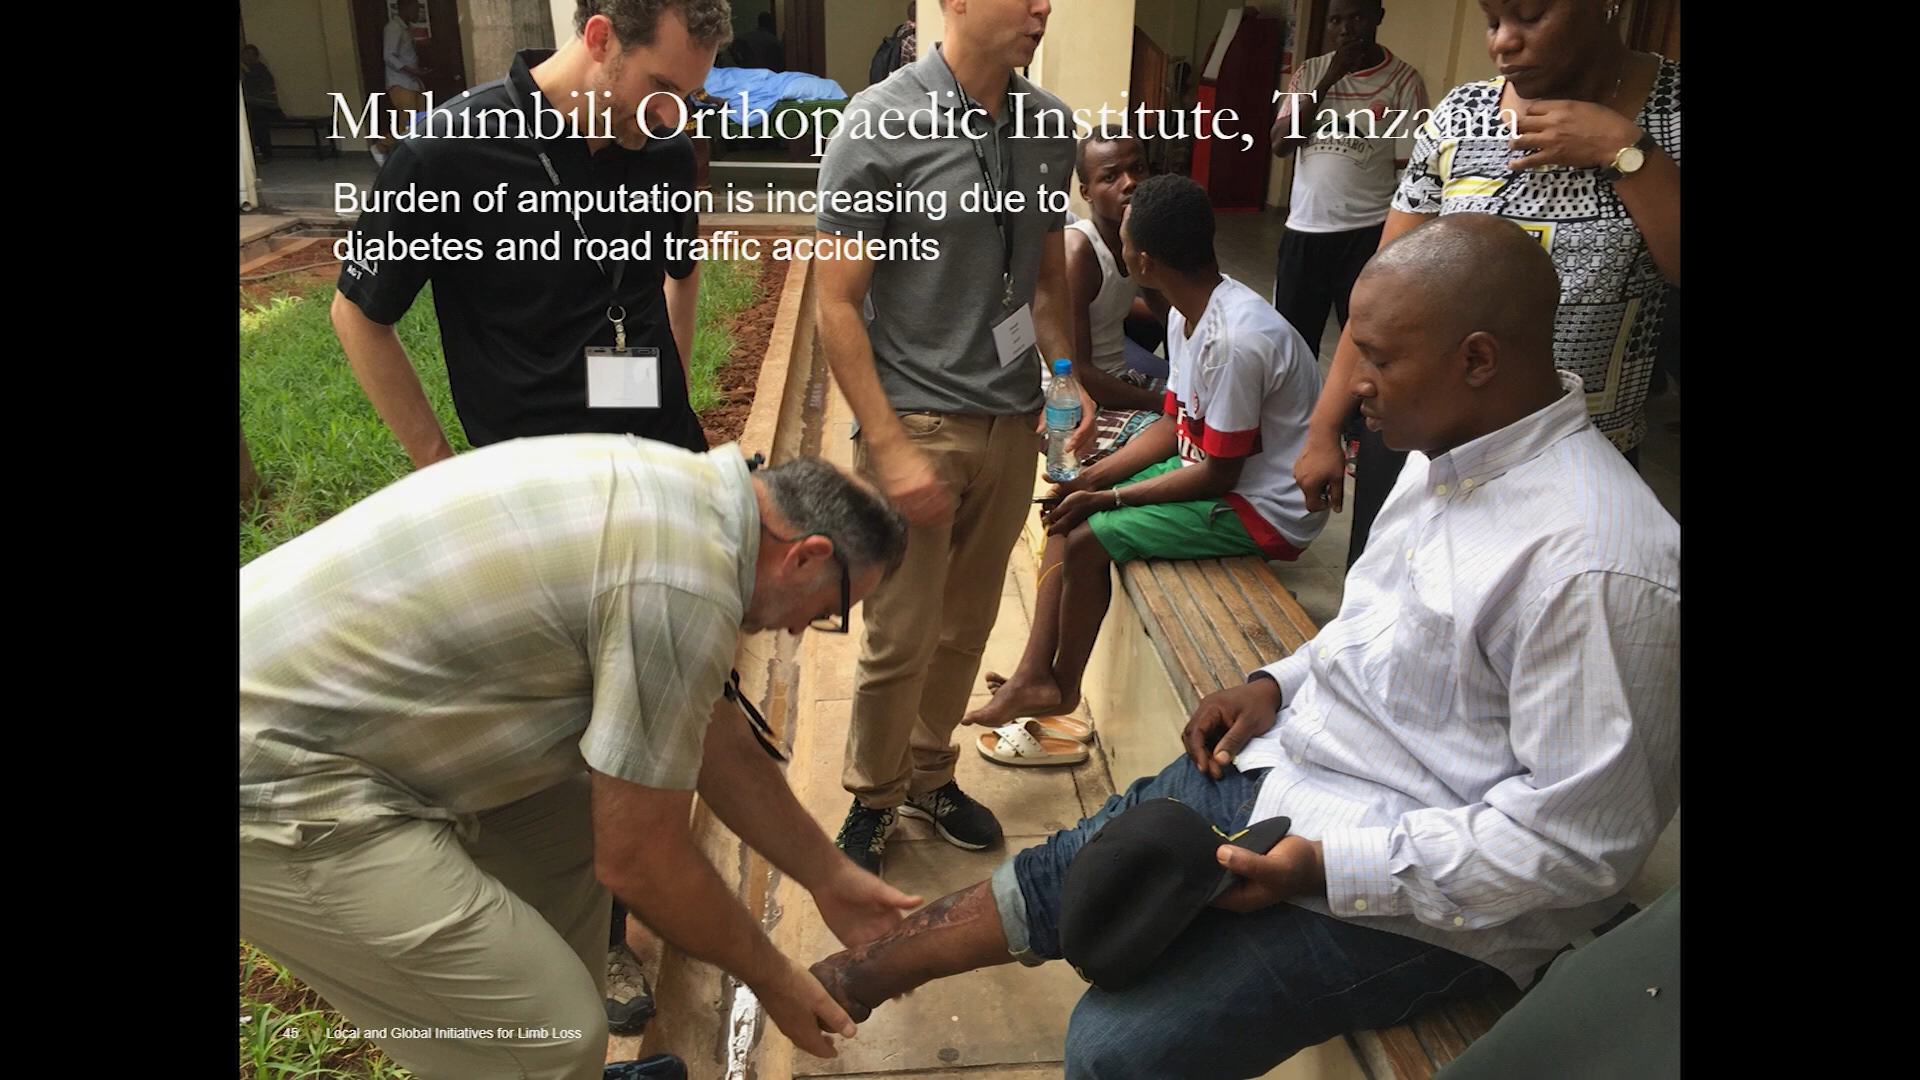 Muhimbili Orthopaedic Institute, Tanzania
Burden of amputation is increasing due to
diabetes and road traffic accidents
45 Local and Global Initiatives for Limb Loss